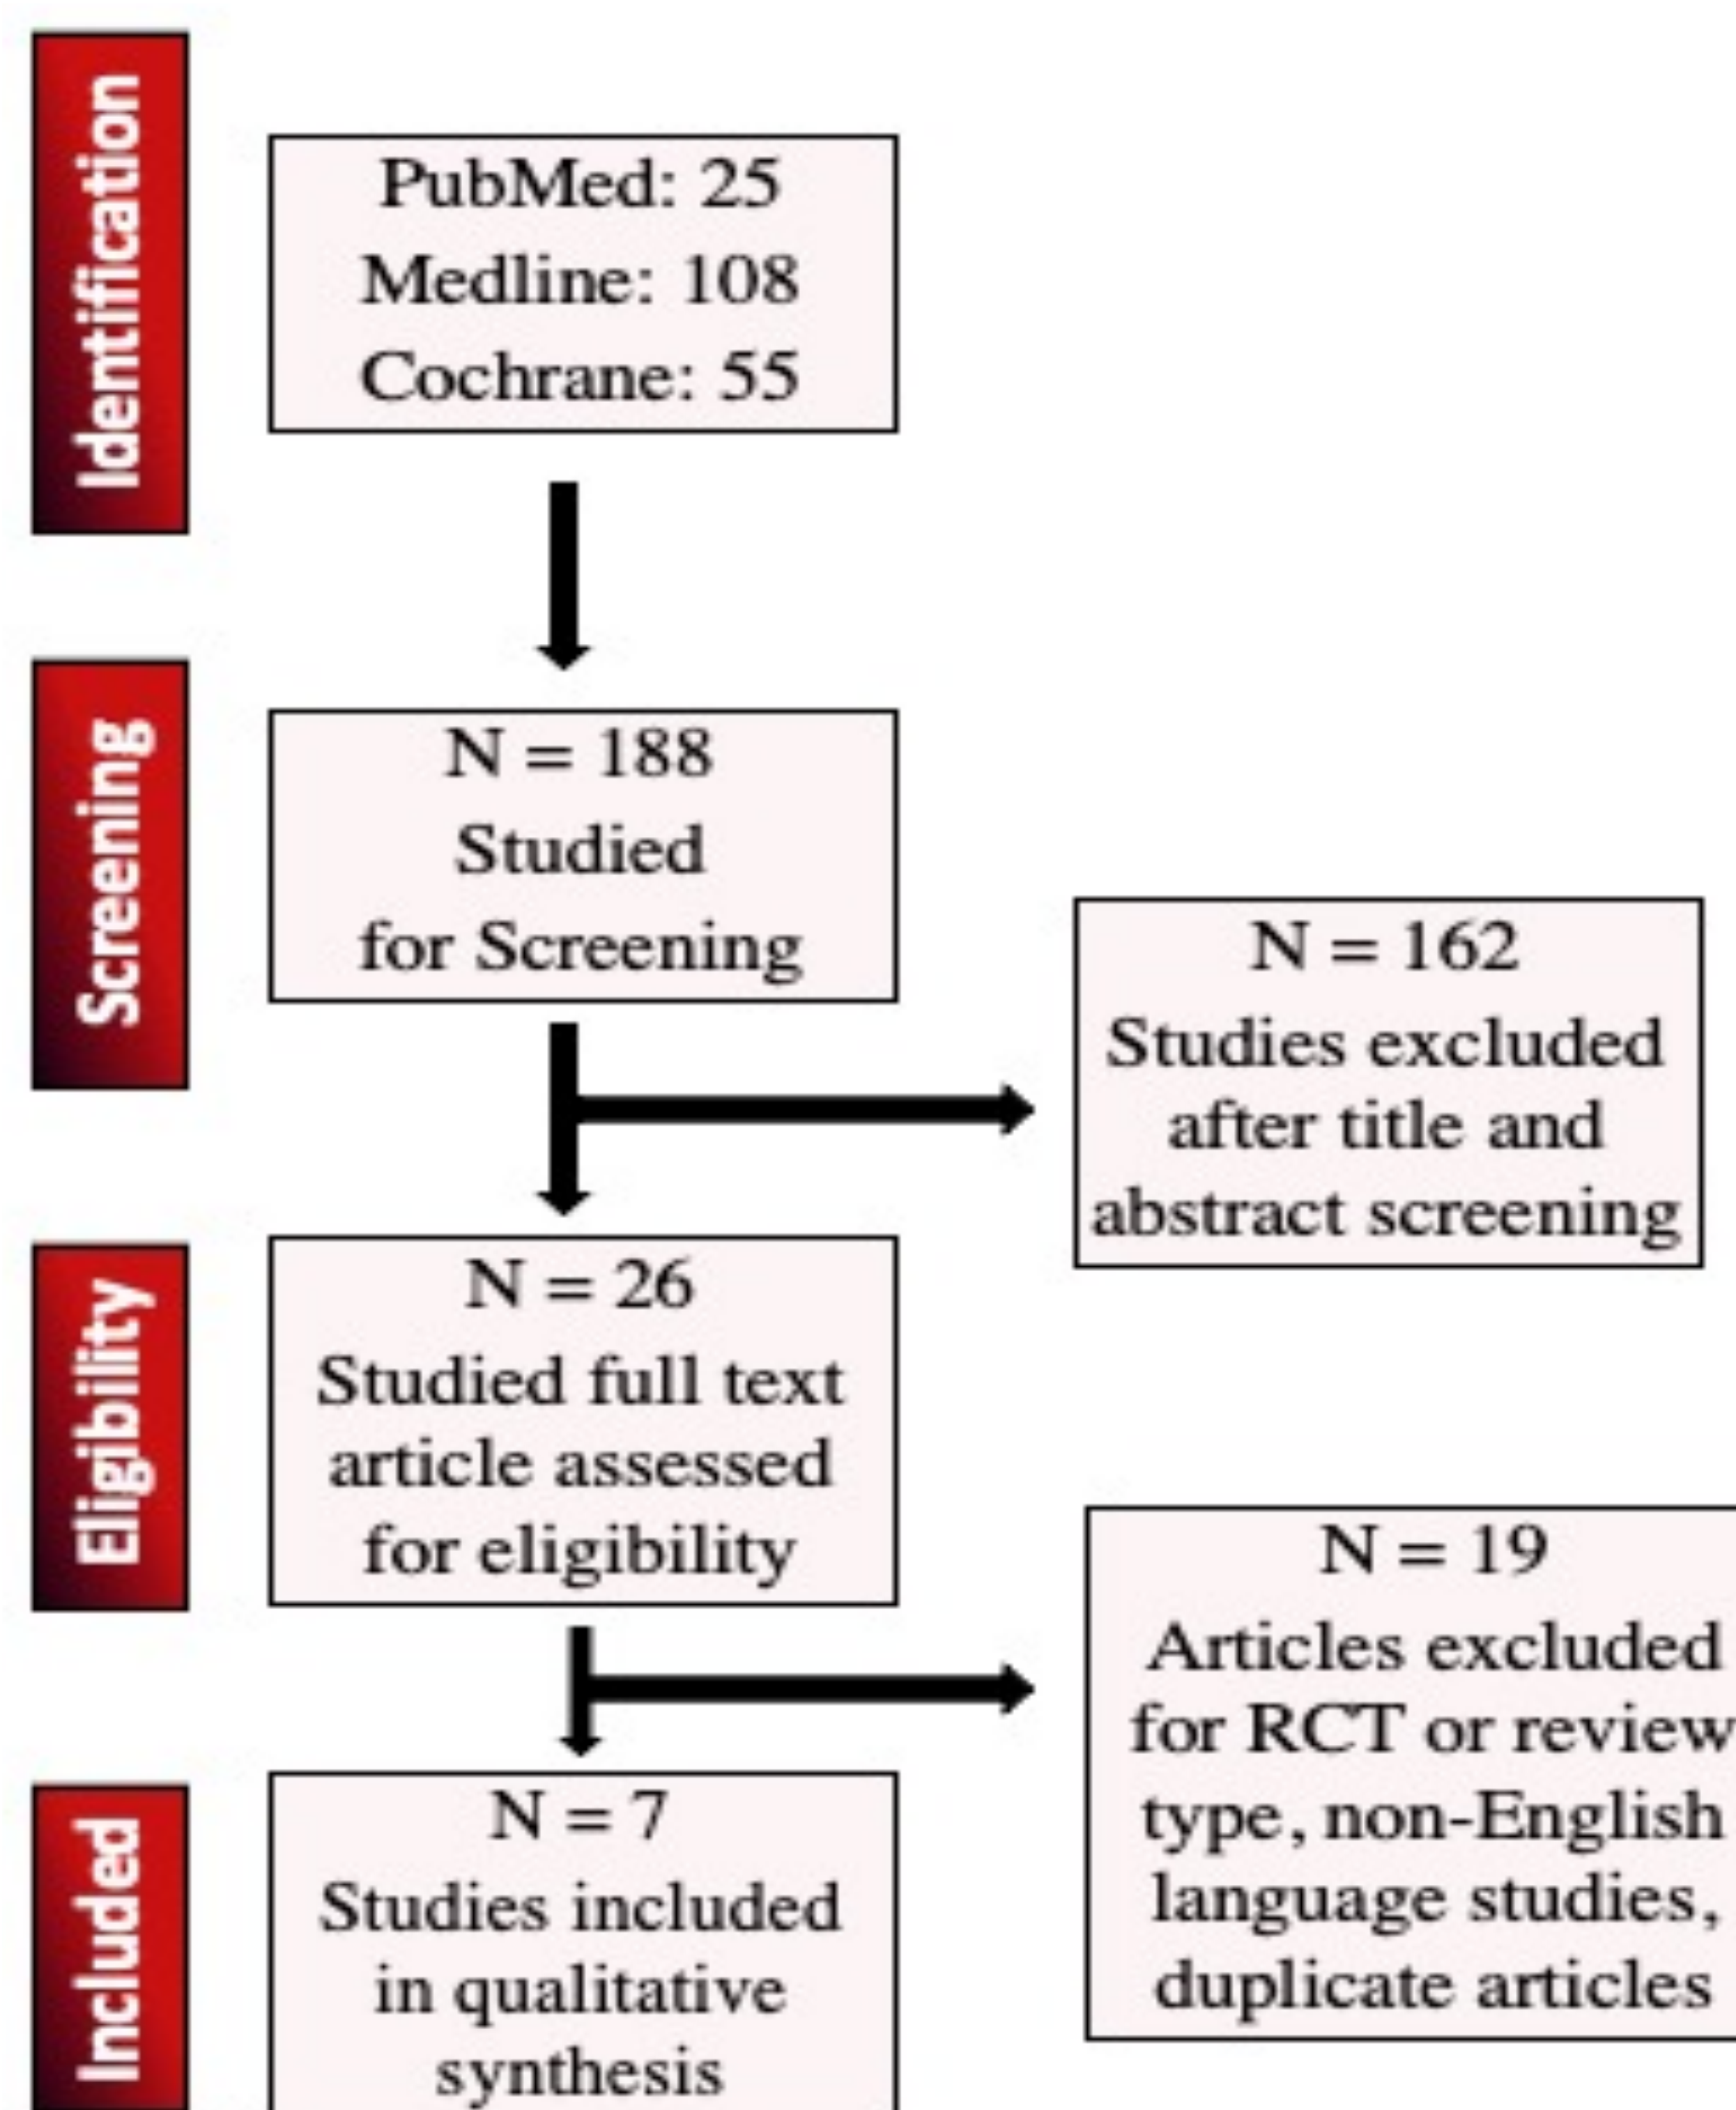 Identification
PubMed: 25
Medline: 108
Cochrane: 55
Screening
N = 188
Studied
for Screening
N = 162
Studies excluded
after title and
abstract screening
Eligibility
N = 26
Studied full text
article assessed
for eligibility
N = 19
Articles excluded
for RCT or review
type, non-English
language studies,
duplicate articles
Included
N = 7
Studies included
in qualitative
synthesis